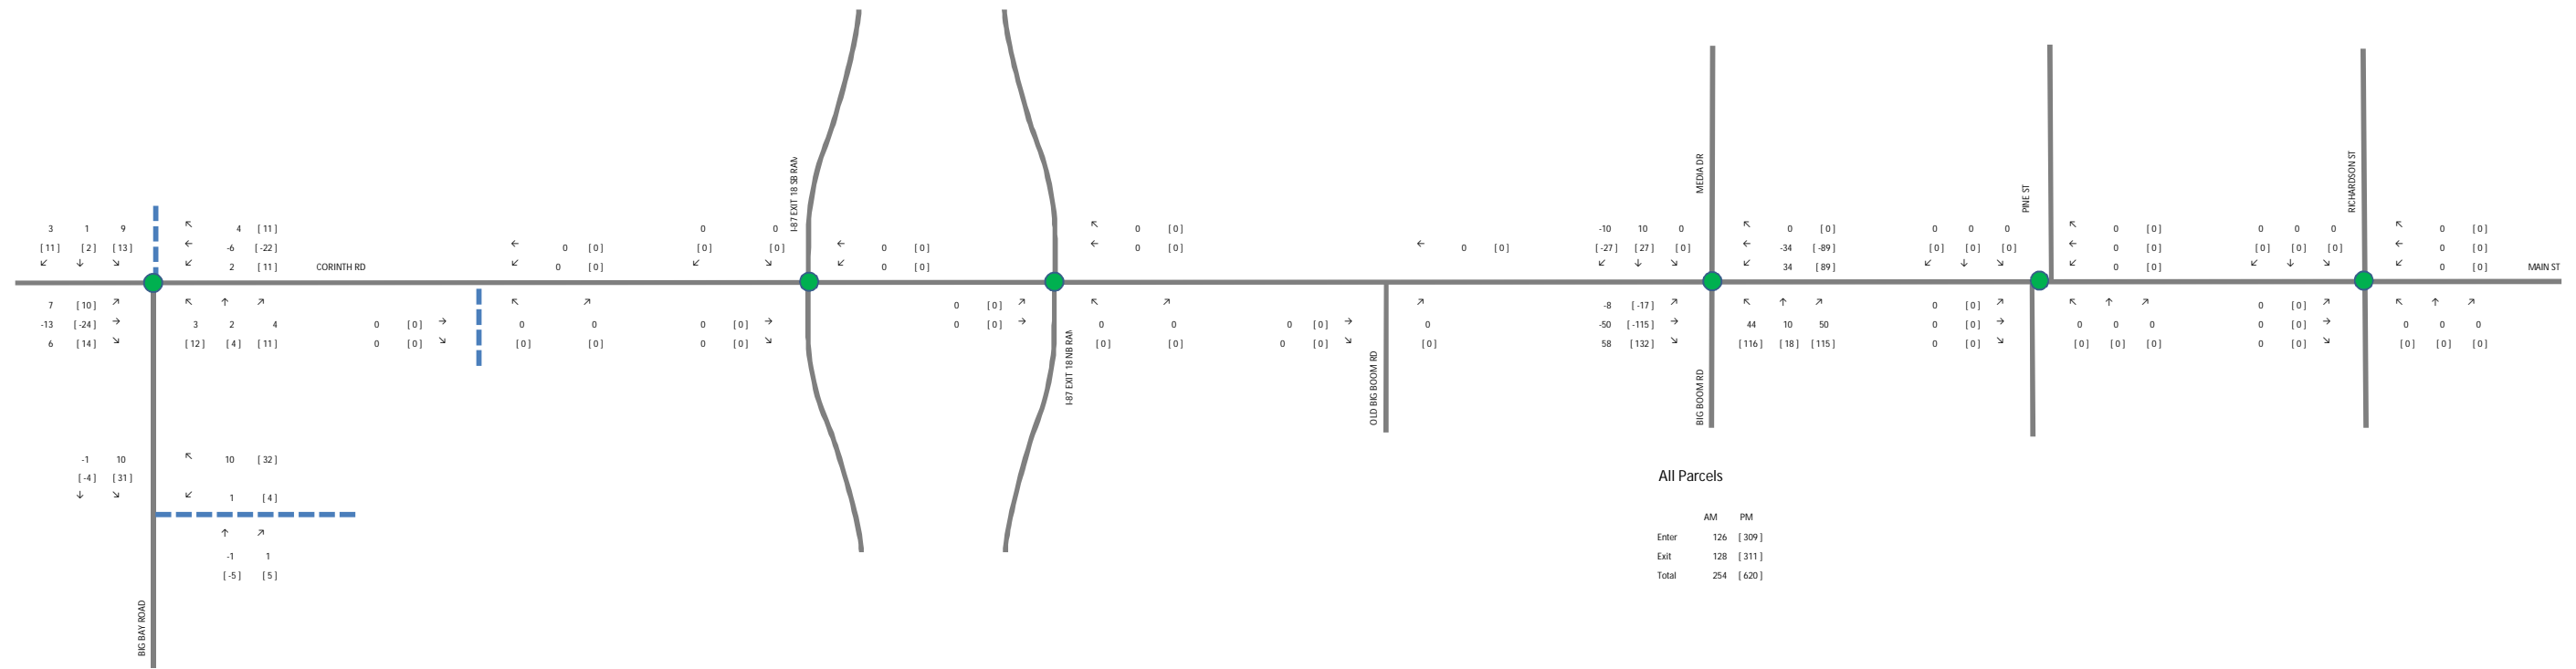 I-87 EXIT 18 SB RAM
MEDIA DR
PINE ST
RICHARDSON ST
3 1 9 ↖ 4 [ 11 ] 0 0 ↖ 0 [ 0 ] -10 10 0 ↖ 0 [ 0 ] 0 0 0 ↖ 0 [ 0 ] 0 0 0 ↖ 0 [ 0 ]
[ 11 ] [ 2 ] [ 13 ] ← -6 [ -22 ] ← 0 [ 0 ] [ 0 ] [ 0 ] ← 0 [ 0 ] ← 0 [ 0 ] ← 0 [ 0 ] [ -27 ] [ 27 ] [ 0 ] ← -34 [ -89 ] [ 0 ] [ 0 ] [ 0 ] ← 0 [ 0 ] [ 0 ] [ 0 ] [ 0 ] ← 0 [ 0 ]
↙ ↓ ↘ ↙ 2 [ 11 ] CORINTH RD ↙ 0 [ 0 ] ↙ ↘ ↙ 0 [ 0 ] ↙ ↓ ↘ ↙ 34 [ 89 ] ↙ ↓ ↘ ↙ 0 [ 0 ] ↙ ↓ ↘ ↙ 0 [ 0 ] MAIN ST
7 [ 10 ] ↗ ↖ ↑ ↗ ↖ ↗ 0 [ 0 ] ↗ ↖ ↗ ↗ -8 [ -17 ] ↗ ↖ ↑ ↗ 0 [ 0 ] ↗ ↖ ↑ ↗ 0 [ 0 ] ↗ ↖ ↑ ↗
-13 [ -24 ] → 3 2 4 0 [ 0 ] → 0 0 0 [ 0 ] → 0 [ 0 ] → 0 0 0 [ 0 ] → 0 -50 [ -115 ] → 44 10 50 0 [ 0 ] → 0 0 0 0 [ 0 ] → 0 0 0
6 [ 14 ] ↘ [ 12 ] [ 4 ] [ 11 ] 0 [ 0 ] ↘ [ 0 ] [ 0 ] 0 [ 0 ] ↘ [ 0 ] [ 0 ] 0 [ 0 ] ↘ [ 0 ] 58 [ 132 ] ↘ [ 116 ] [ 18 ] [ 115 ] 0 [ 0 ] ↘ [ 0 ] [ 0 ] [ 0 ] 0 [ 0 ] ↘ [ 0 ] [ 0 ] [ 0 ]
I-87 EXIT 18 NB RAM
OLD BIG BOOM RD
BIG BOOM RD
-1 10 ↖ 10 [ 32 ]
[ -4 ] [ 31 ]
↓ ↘ ↙ 1 [ 4 ]
↑ ↗
-1 1
[ -5 ] [ 5 ]
BIG BAY ROAD
All Parcels
AM PM
Enter 126 [ 309 ]
Exit 128 [ 311 ]
Total 254 [ 620 ]